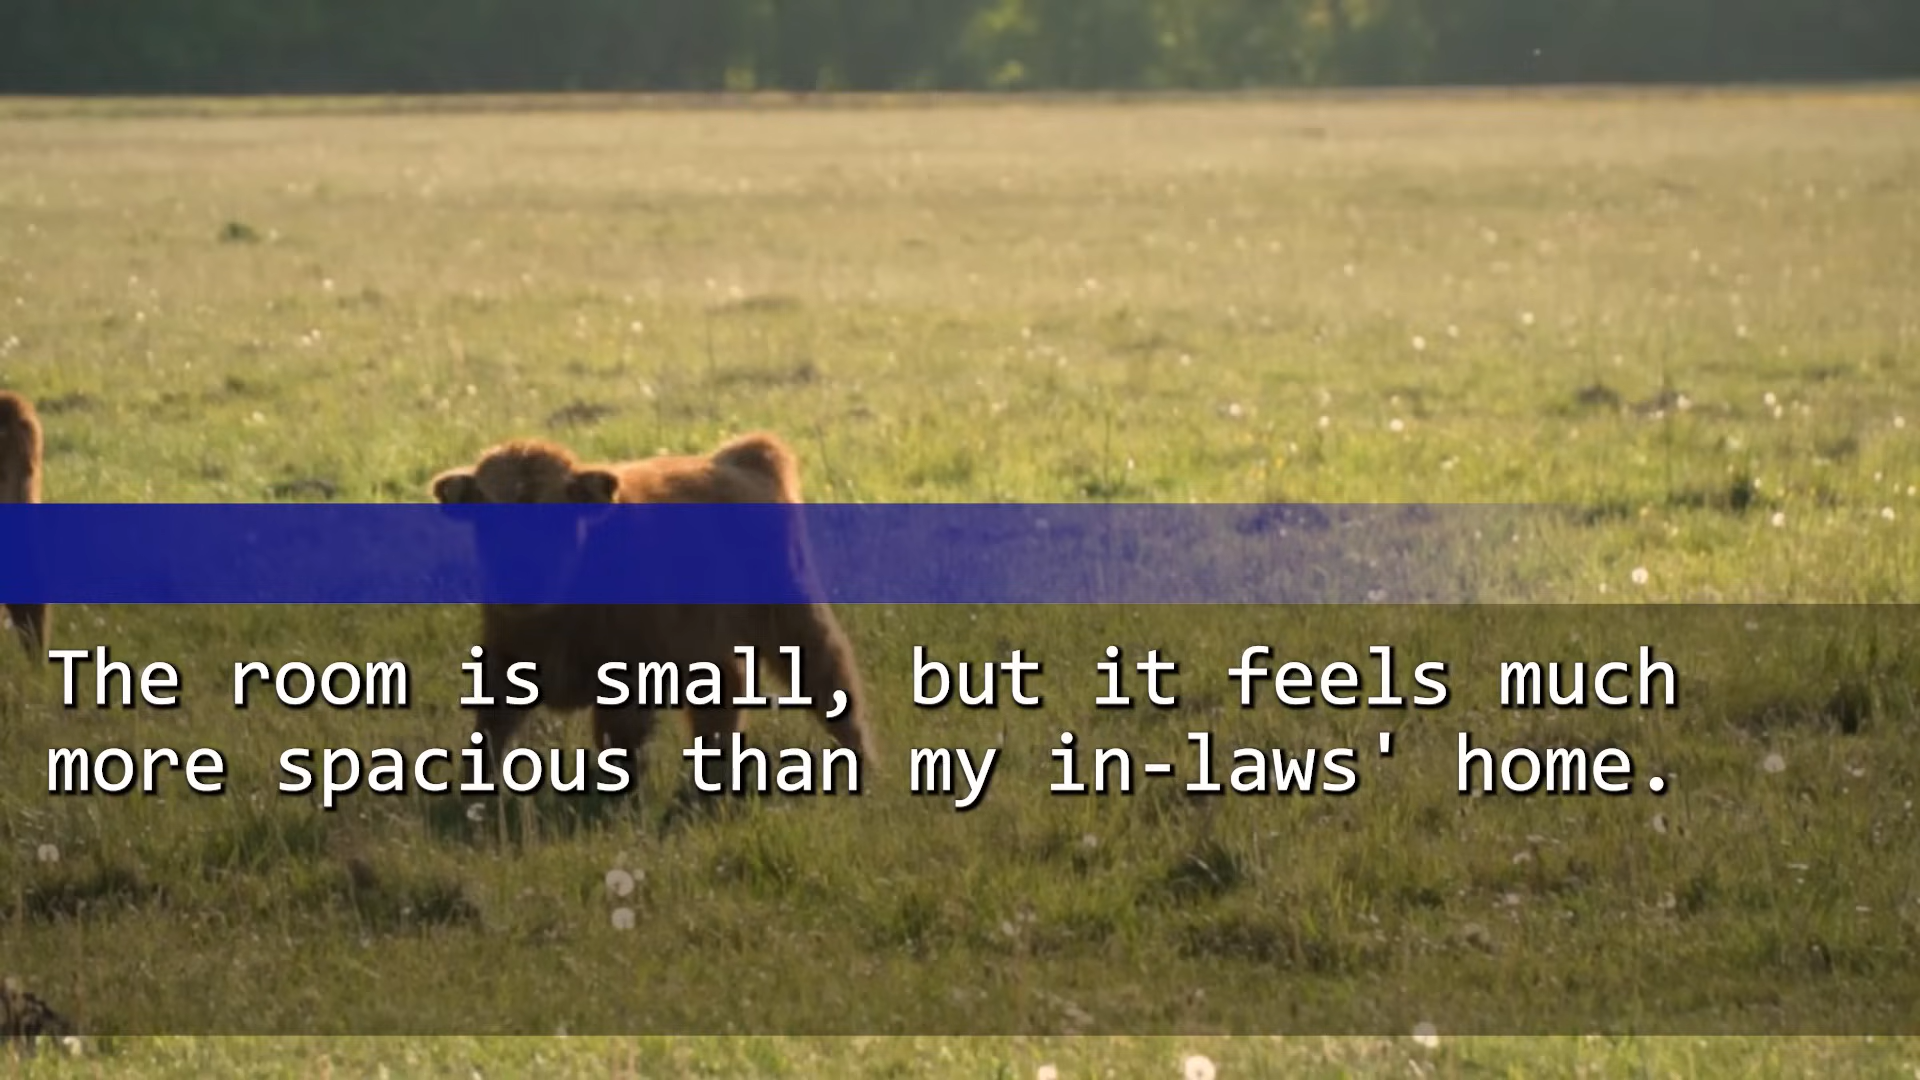 The room is small, but it feels much
more spacious than my in-laws' home.